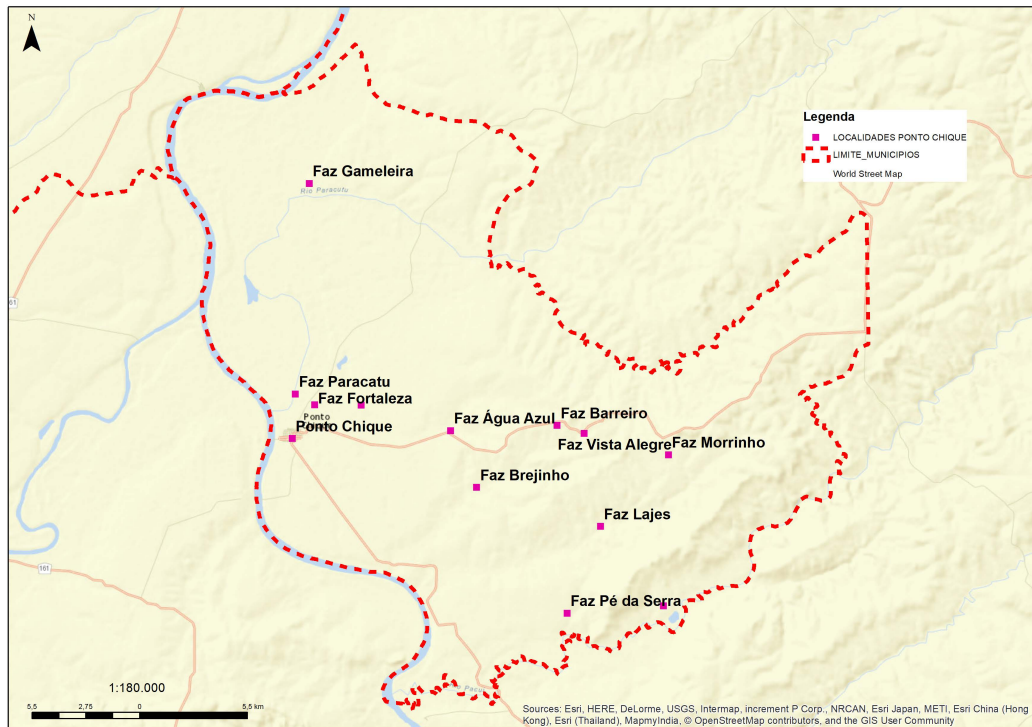 N
Legenda
LOCALIDADES PONTO CHIQUE
LIMITE_MUNICIPIOS
World Street Map
Faz Gameleira
Rio Paracatu
61
Faz Paracatu
Faz Fortaleza
Ponto
Ponto Chique
Faz Água Azul
Faz Barreiro
Faz Vista Alegre
Faz Morrinho
Faz Brejinho
Faz Lajes
161
Faz Pé da Serra
1:180.000
5,5 2,75 0 5,5 km
Sources: Esri, HERE, DeLorme, USGS, Intermap, increment P Corp., NRCAN, Esri Japan, METI, Esri China (Hong
Kong), Esri (Thailand), MapmyIndia, © OpenStreetMap contributors, and the GIS User Community